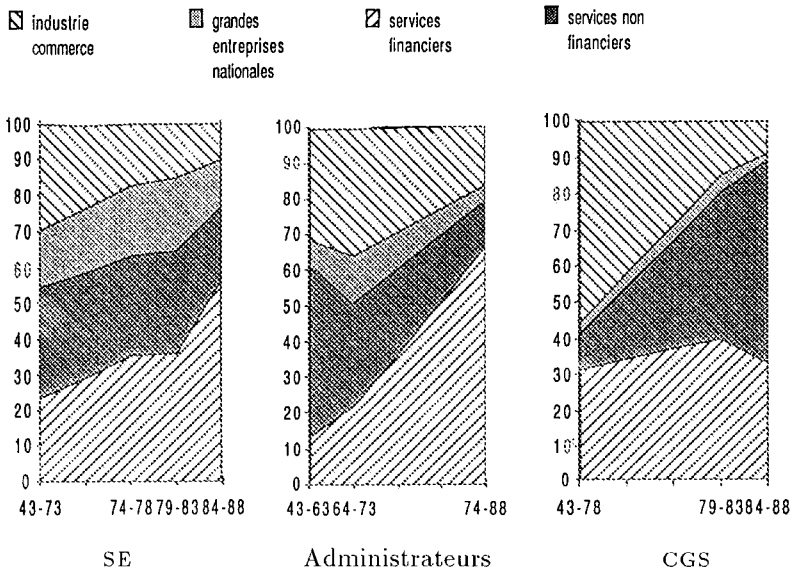 industrie
commerce
grandes
entreprises
nationales
services
financiers
services non
financiers
100
90
80
70
60
50
40
30
20
10
0
43-73 74-78 79-83 84-88
SE
100
90
80
70
60
50
40
30
20
10
0
43-63 64-73 74-88
Administrateurs
100
90
80
70
60
50
40
30
20
10
0
43-78 79-83 84-88
CGS